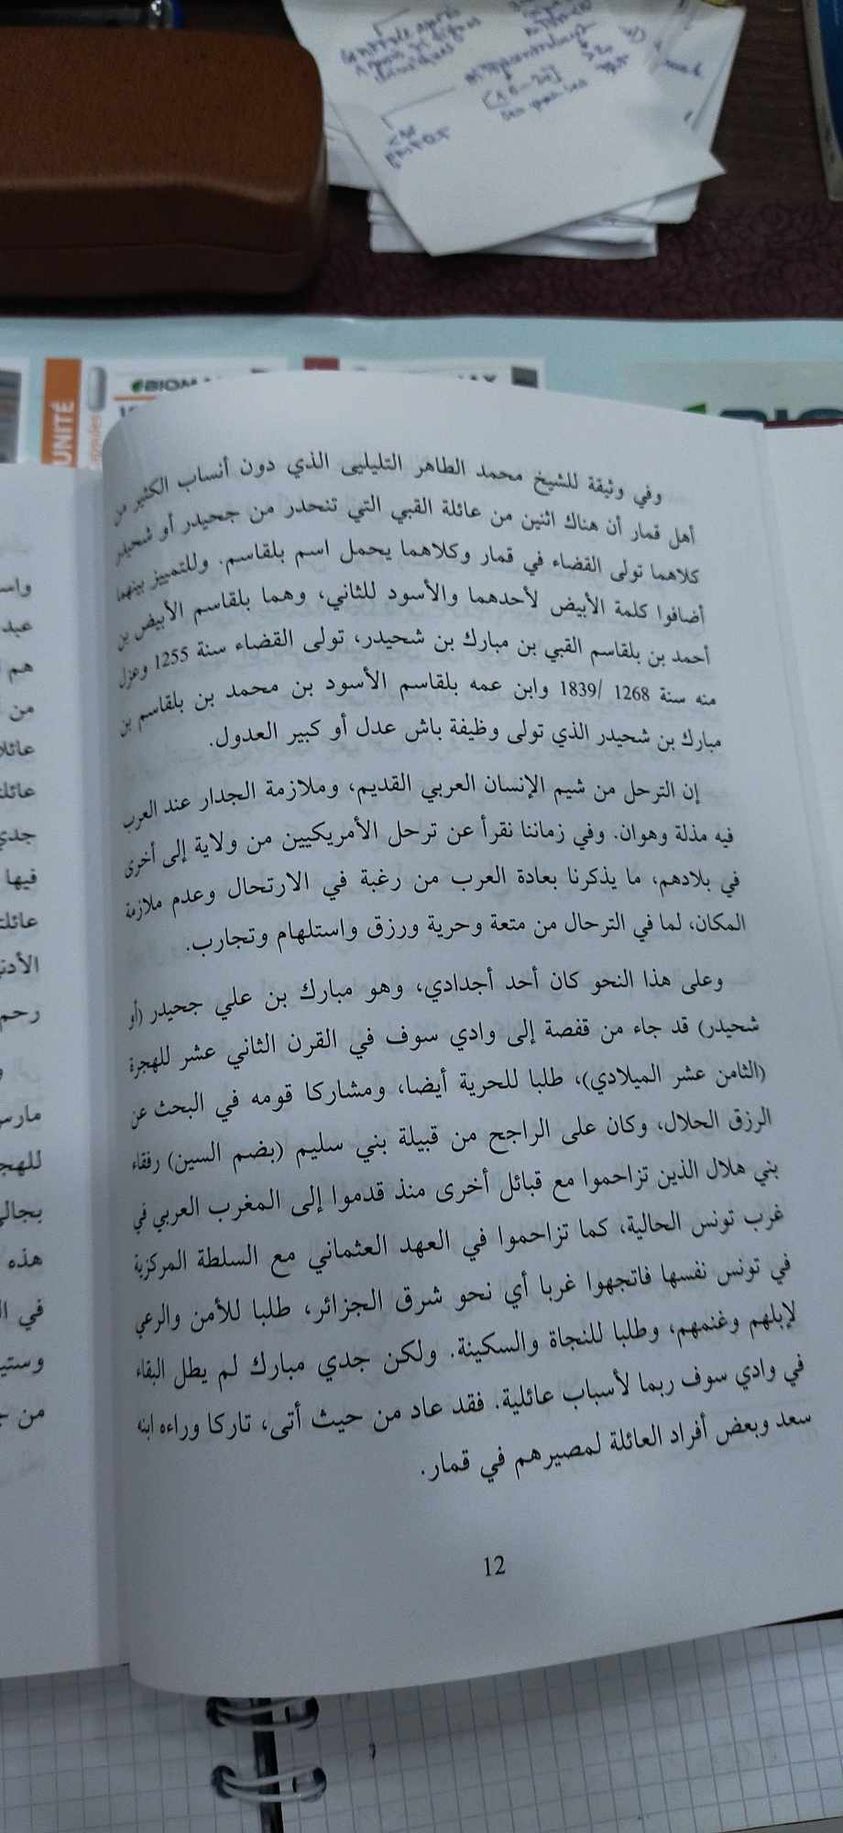 UNITÉ
BIOM
وفي وثيقة للشيخ محمد الطاهر التليليى الذي دون أنساب الكثير من
أهل قمار أن هناك اثنين من عائلة القبي التي تنحدر من جحيدر أو شحيدر
كلاهما تولى القضاء في قمار وكلاهما يحمل اسم بلقاسم. وللتمييز بينهما
أضافوا كلمة الأبيض لأحدهما والأسود للثاني، وهما بلقاسم الأبيض بن
أحمد بن بلقاسم القبي بن مبارك بن شحيدر، تولى القضاء سنة 1255 وعزل
منه سنة 1268 /1839 وابن عمه بلقاسم الأسود بن محمد بن بلقاسم بن
مبارك بن شحيدر الذي تولى وظيفة باش عدل أو كبير العدول.
إن الترحل من شيم الإنسان العربي القديم، وملازمة الجدار عند العرب
فيه مذلة وهوان. وفي زماننا نقرأ عن ترحل الأمريكيين من ولاية إلى أخرى
في بلادهم، ما يذكرنا بعادة العرب من رغبة في الارتحال وعدم ملازمة
المكان، لما في الترحال من متعة وحرية ورزق واستلهام وتجارب.
وعلى هذا النحو كان أحد أجدادي، وهو مبارك بن علي جحيدر (أو
شحيدر) قد جاء من قفصة إلى وادي سوف في القرن الثاني عشر للهجرة
(الثامن عشر الميلادي)، طلبا للحرية أيضا، ومشاركا قومه في البحث عن
الرزق الحلال، وكان على الراجح من قبيلة بني سليم (بضم السين) رفقاء
بني هلال الذين تزاحموا مع قبائل أخرى منذ قدموا إلى المغرب العربي في
غرب تونس الحالية، كما تزاحموا في العهد العثماني مع السلطة المركزية
في تونس نفسها فاتجهوا غربا أي نحو شرق الجزائر، طلبا للأمن والرعي
لإبلهم وغنمهم، وطلبا للنجاة والسكينة. ولكن جدي مبارك لم يطل البقاء
في وادي سوف ربما لأسباب عائلية. فقد عاد من حيث أتى، تاركا وراءه ابنه
سعد وبعض أفراد العائلة لمصيرهم في قمار.
12